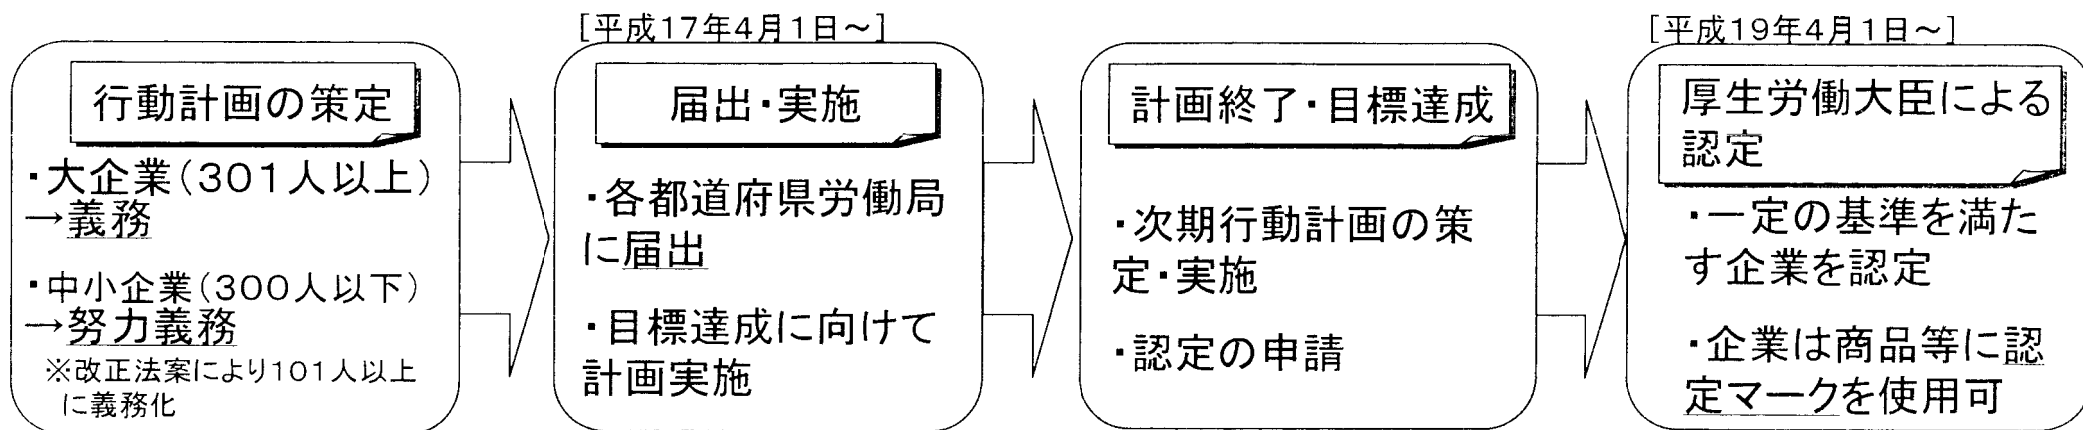 行動計画の策定
・大企業(301人以上)
→義務
・中小企業(300人以下)
→努力義務
※改正法案により101人以上
に義務化
[平成17年4月1日～]
届出・実施
・各都道府県労働局
に届出
・目標達成に向けて
計画実施
計画終了・目標達成
・次期行動計画の策
定・実施
・認定の申請
[平成19年4月1日～]
厚生労働大臣による
認定
・一定の基準を満た
す企業を認定
・企業は商品等に認
定マークを使用可